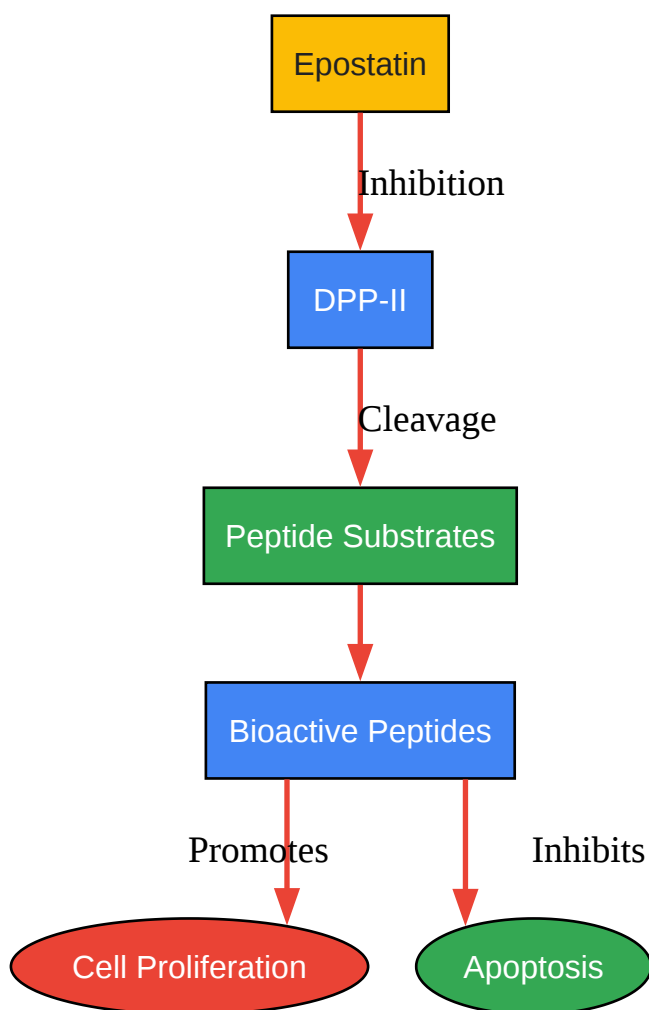 Epostatin
Inhibition
DPP-II
Cleavage
Peptide Substrates
Bioactive Peptides
Promotes
Inhibits
Cell Proliferation
Apoptosis